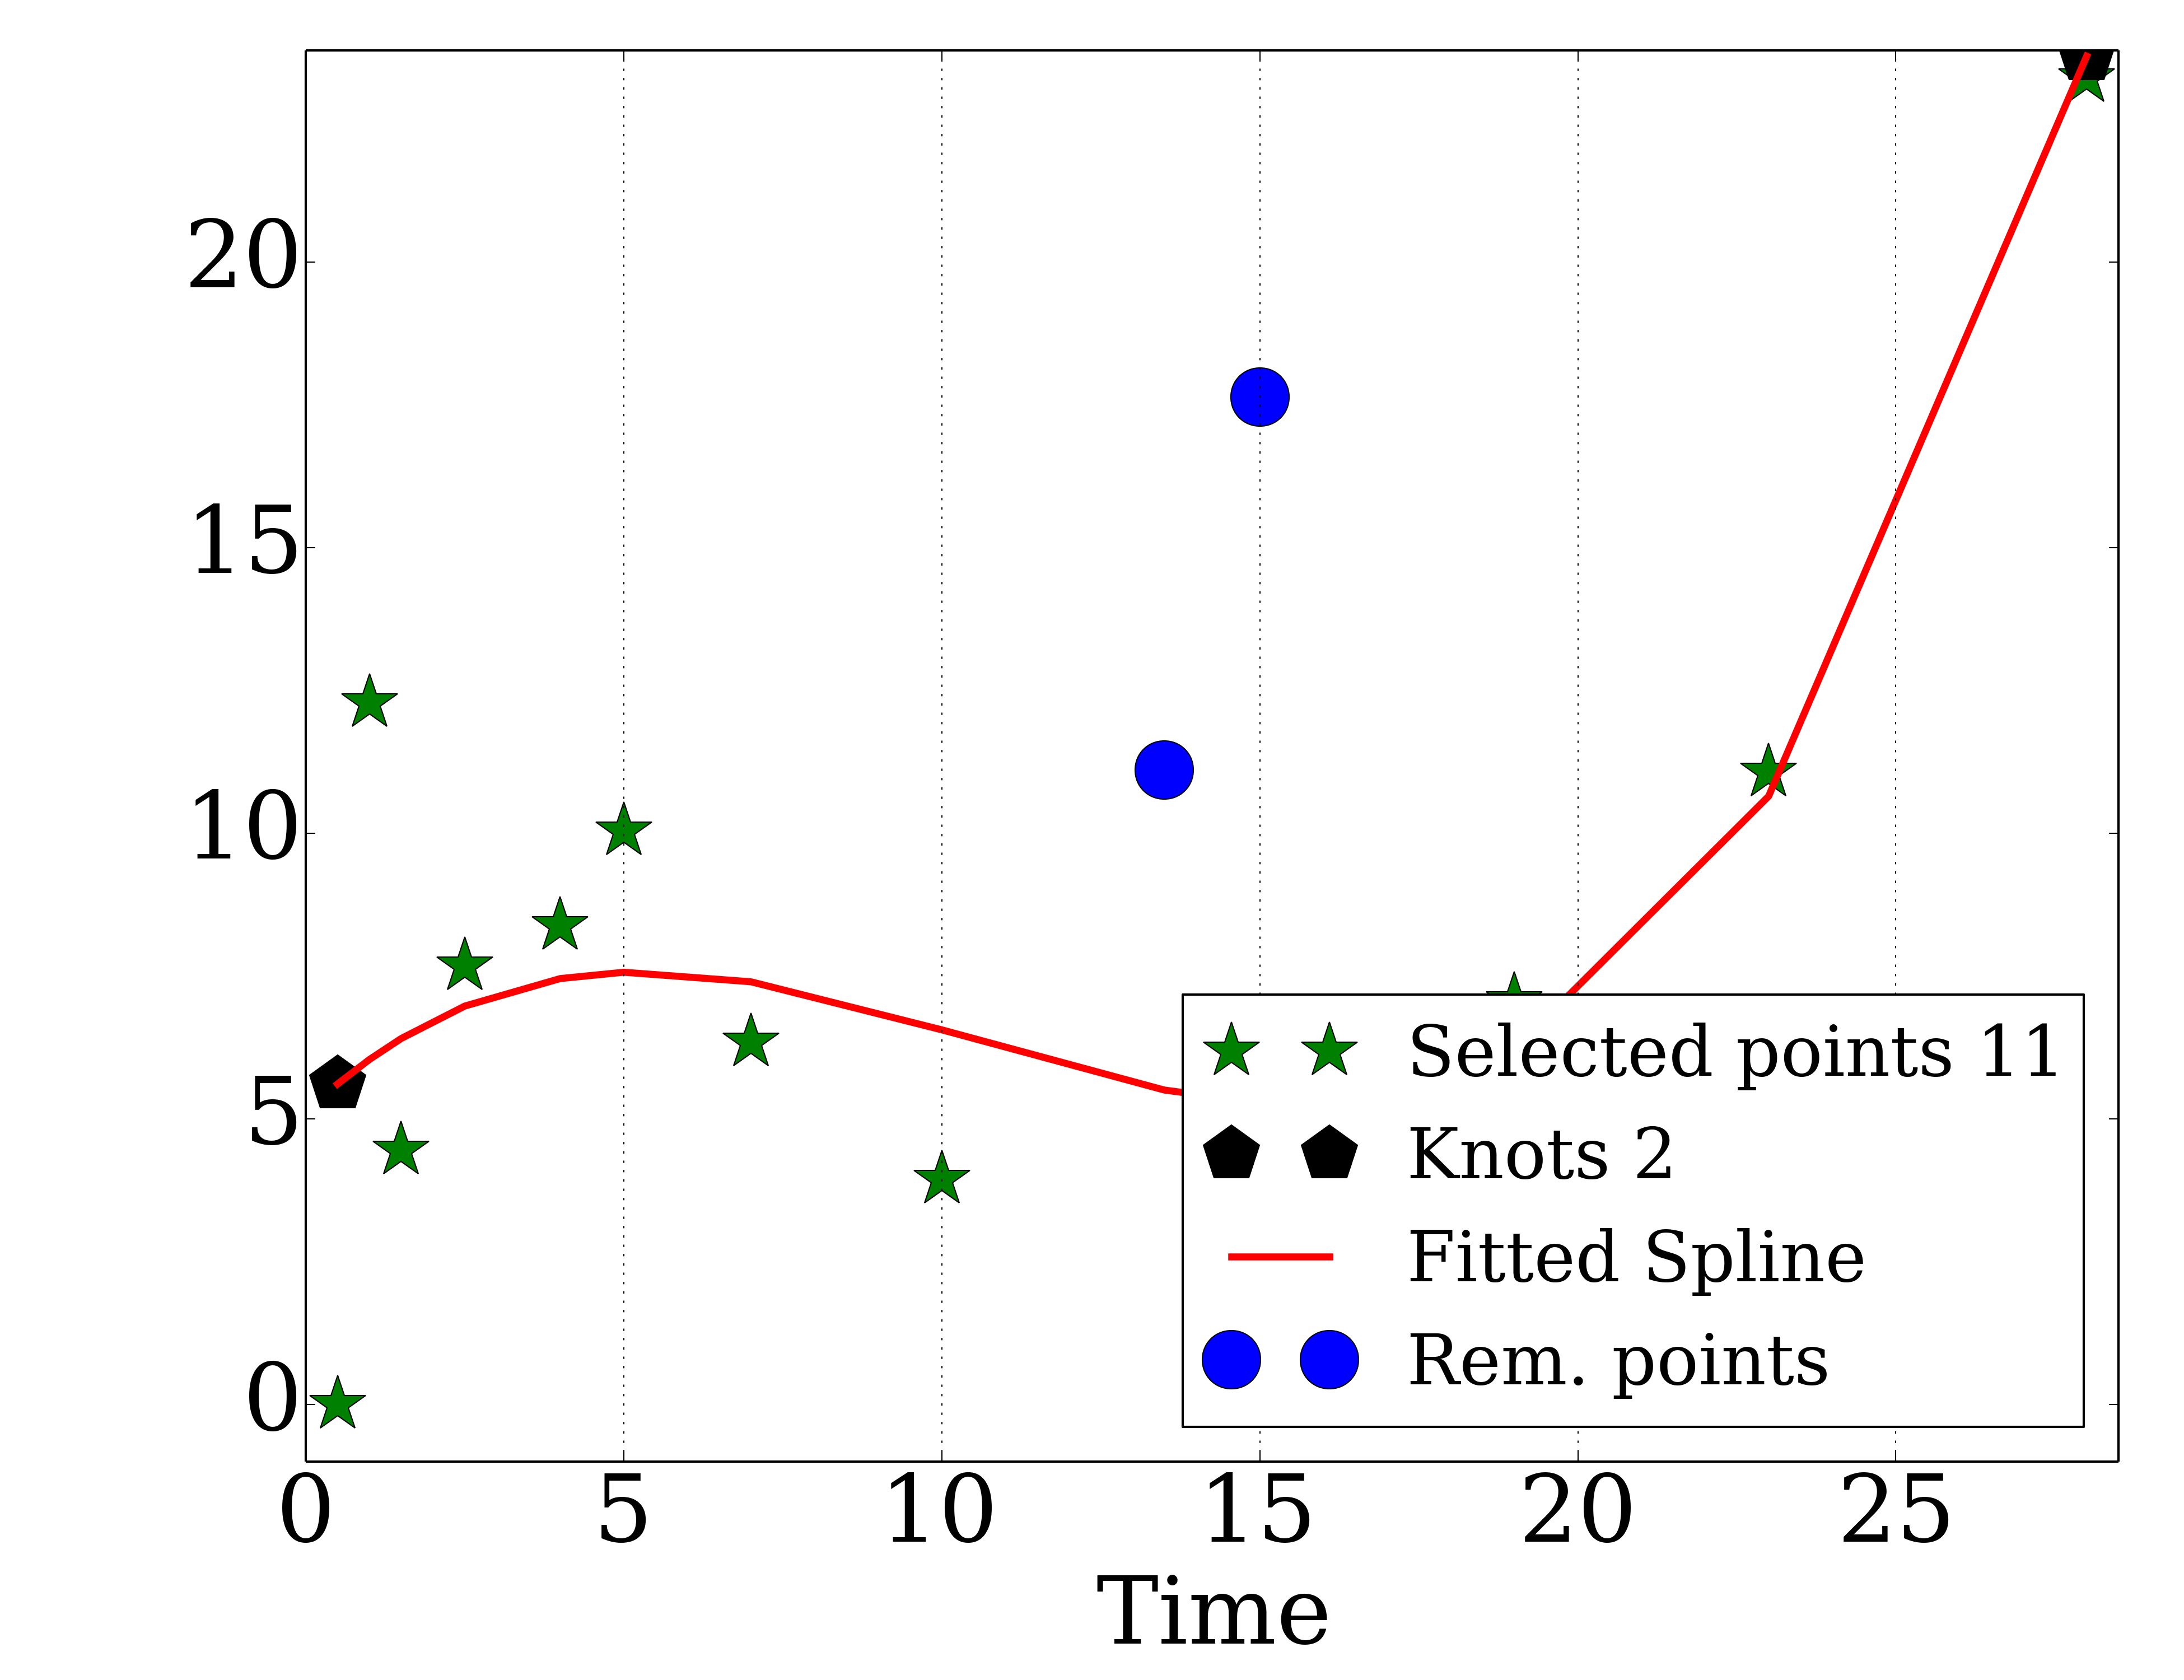 20
15
10
5
0
0 5 10 15 20 25
Time
Selected points 11
Knots 2
Fitted Spline
Rem. points